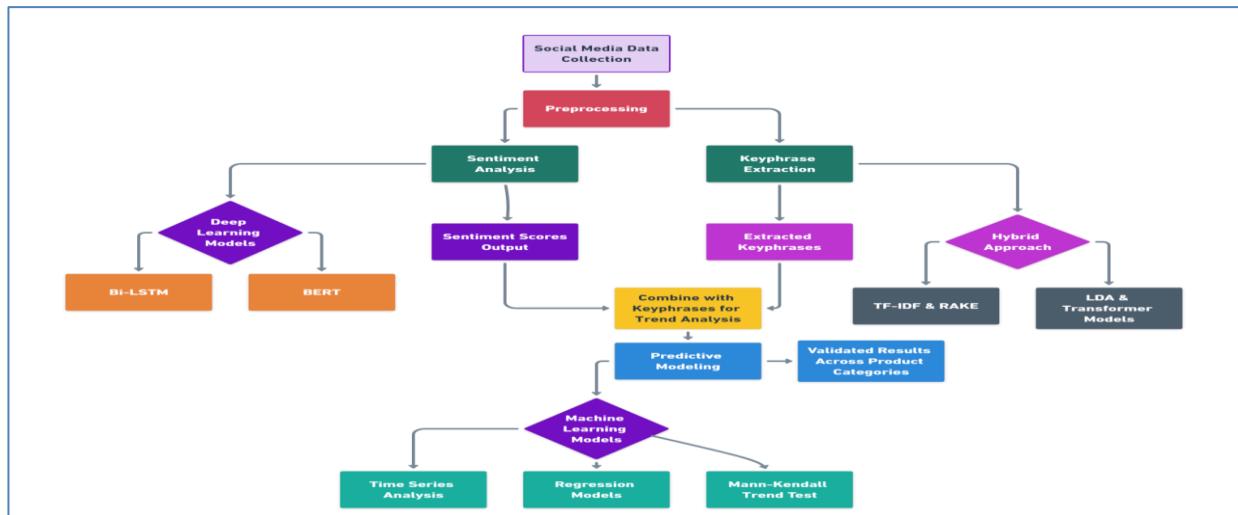 Social Media Data
Collection
Preprocessing
Sentiment
Analysis
Keyphrase
Extraction
Deep
Learning
Models
Sentiment Scores
Output
Extracted
Keyphrases
Hybrid
Approach
Bi-LSTM
BERT
Combine with
Keyphrases for
Trend Analysis
TF-IDF & RAKE
LDA &
Transformer
Models
Predictive
Modeling
Validated Results
Across Product
Categories
Machine
Learning
Models
Time Series
Analysis
Regression
Models
Mann-Kendall
Trend Test